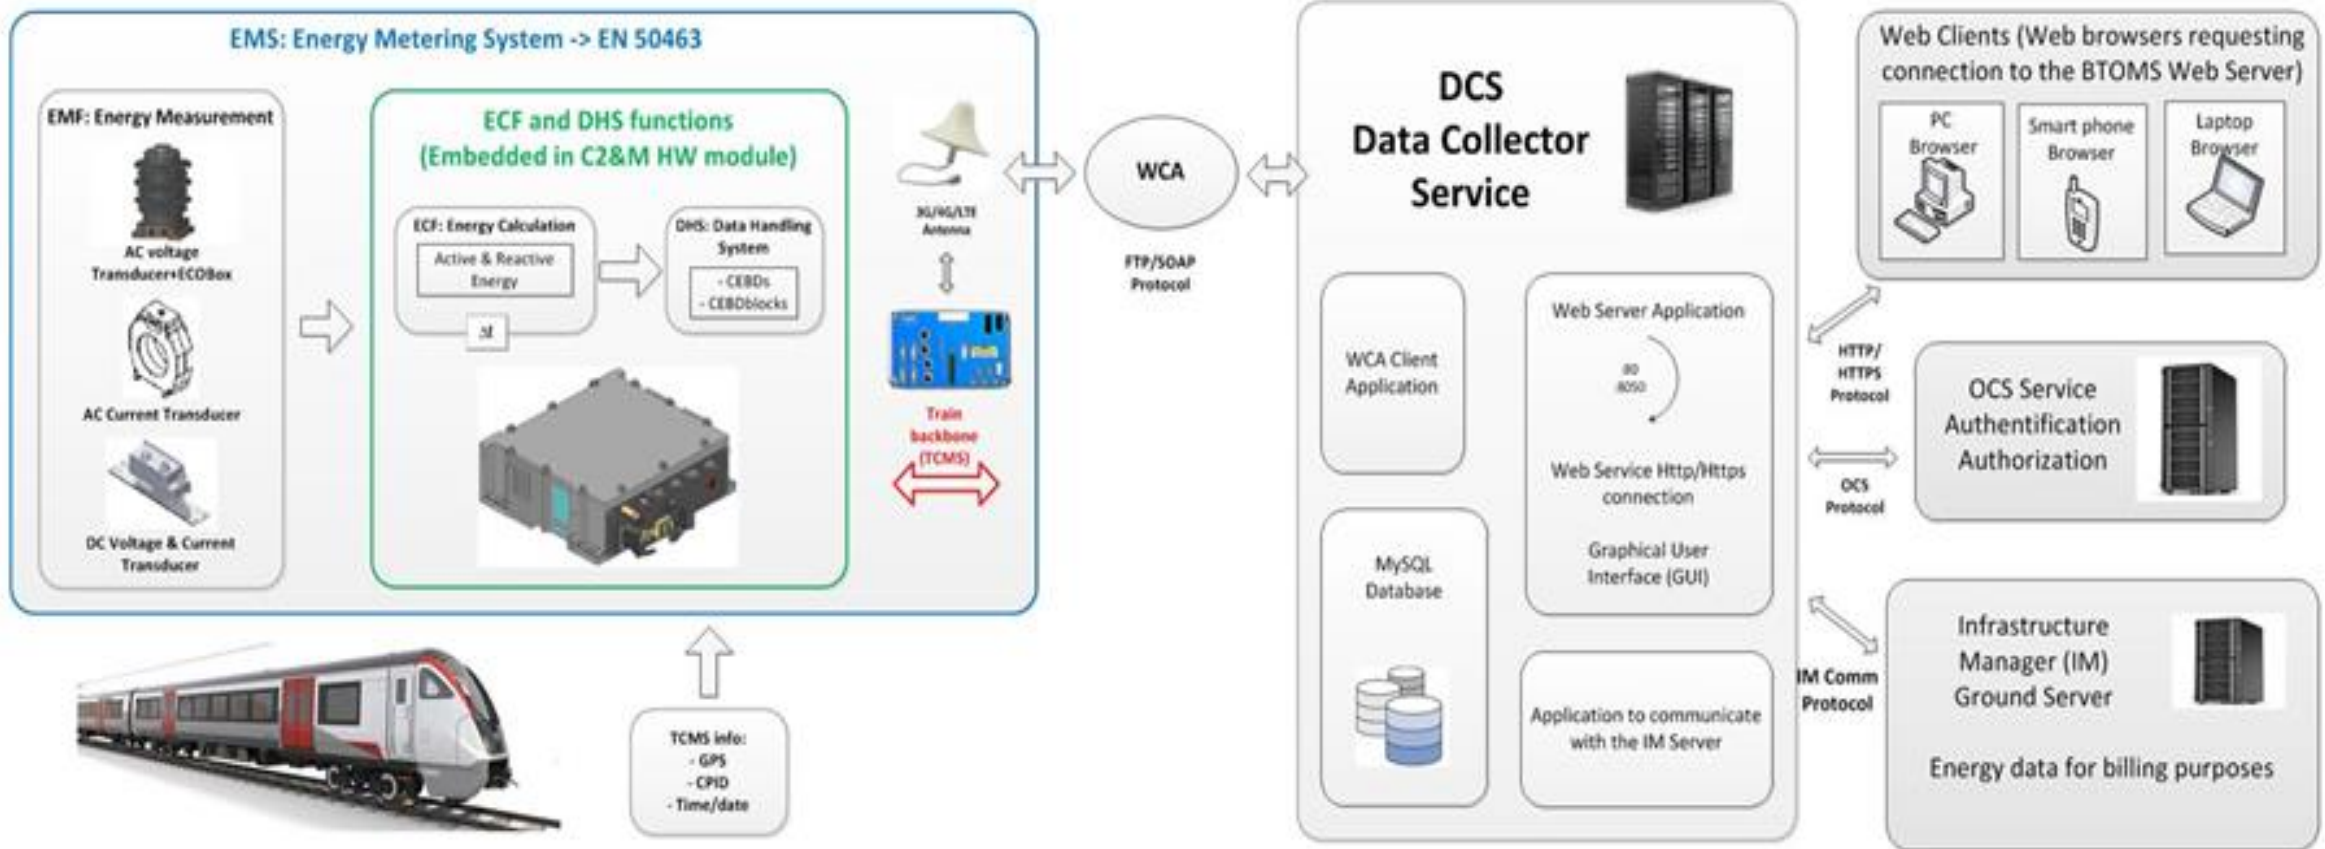 EMS: Energy Metering System -> EN 50463
EMF: Energy Measurement
AC voltage
Transducer+ECOBox
AC Current Transducer
DC Voltage & Current
Transducer
ECF and DHS functions
(Embedded in C2&M HW module)
ECF: Energy Calculation
Active & Reactive
Energy
Δt
DHS: Data Handling
System
- CEBDs
- CEBDblocks
3G/4G/LTE
Antenna
Train
backbone
(TCMS)
TCMS info:
- GPS
- CPID
- Time/date
WCA
FTP/SOAP
Protocol
DCS
Data Collector
Service
WCA Client
Application
MySQL
Database
Web Server Application
80
8050
Web Service Http/Https
connection
Graphical User
Interface (GUI)
Application to communicate
with the IM Server
Web Clients (Web browsers requesting
connection to the BTOMS Web Server)
PC
Browser
Smart phone
Browser
Laptop
Browser
HTTP/
HTTPS
Protocol
OCS Service
Authentification
Authorization
OCS
Protocol
IM Comm
Protocol
Infrastructure
Manager (IM)
Ground Server
Energy data for billing purposes